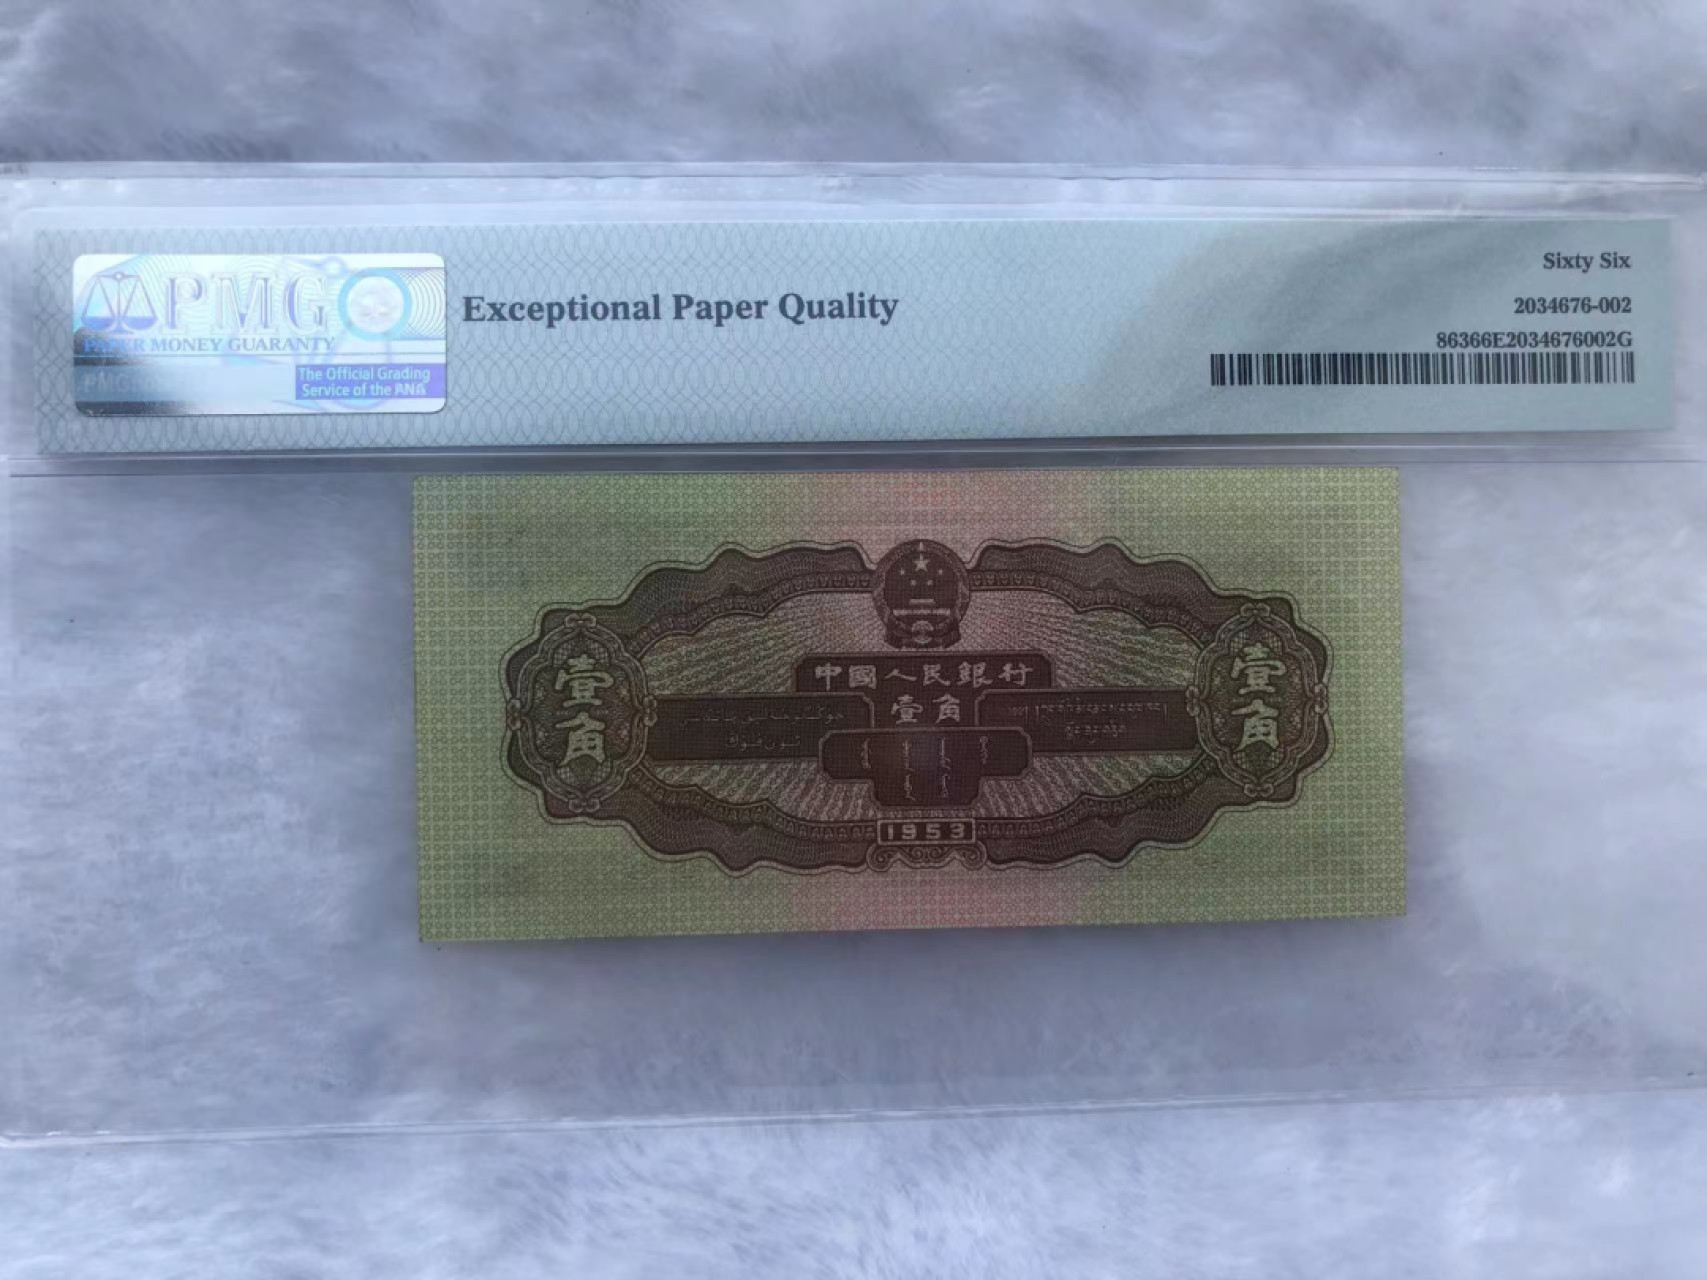 PMG
PAPER MONEY GUARANTY
The Official Grading
Service of the ANA
Exceptional Paper Quality
Sixty Six
2034676-002
86366E2034676002G
中國人民銀行
壹角
壹角
壹角
1953